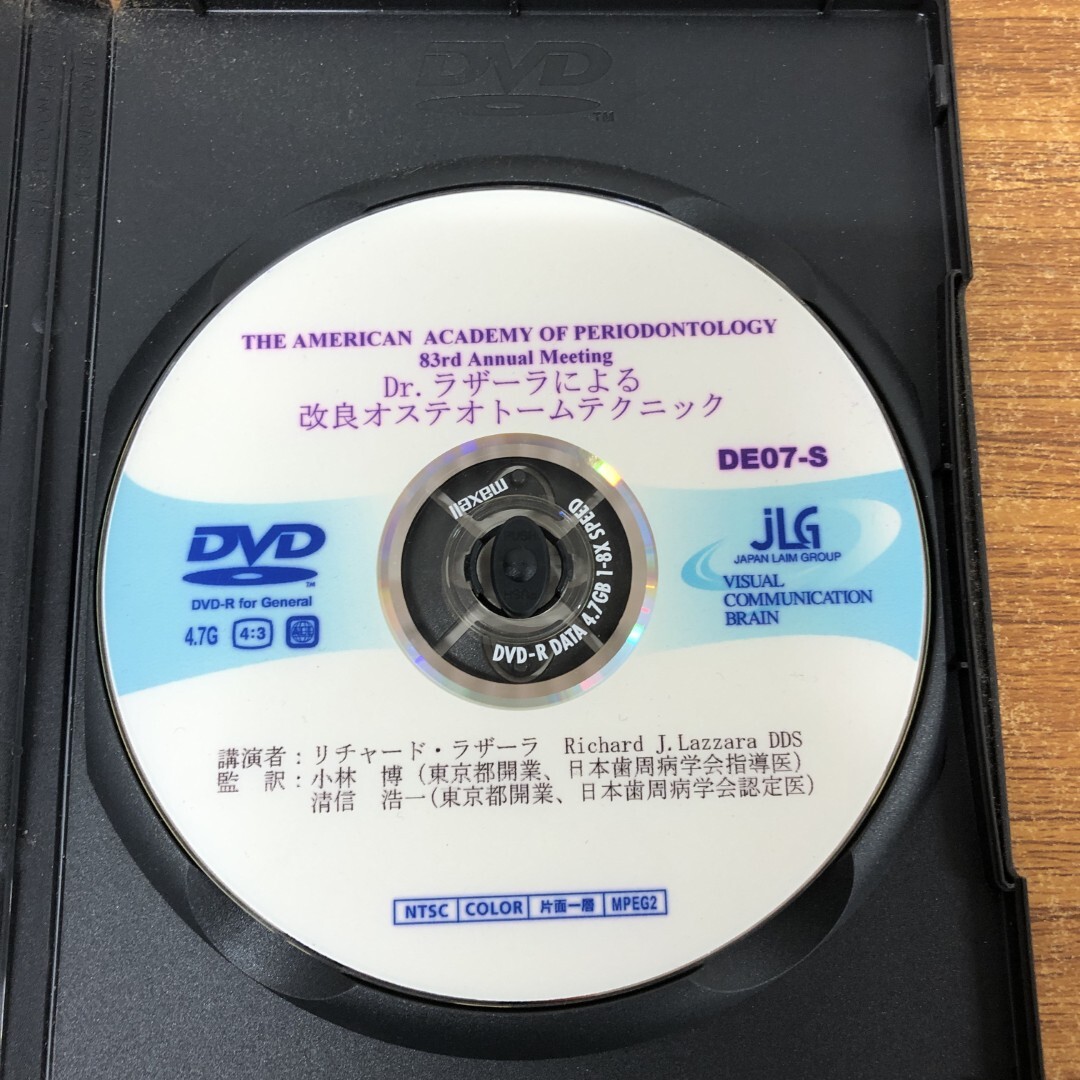 DVD
TM
THE AMERICAN ACADEMY OF PERIODONTOLOGY
83rd Annual Meeting
Dr.ラザーラによる
改良オステオトームテクニック
DE07-S
maxell
DVD-R DATA 4.7GB 1-8X SPEED
DVD
TM
DVD-R for General
4.7G
4:3
jLG
JAPAN LAIM GROUP
VISUAL
COMMUNICATION
BRAIN
講演者：リチャード・ラザーラ Richard J.Lazzara DDS
監 訳：小林 博(東京都開業、日本歯周病学会指導医)
清信 浩一(東京都開業、日本歯周病学会認定医)
NTSC COLOR 片面一層 MPEG2